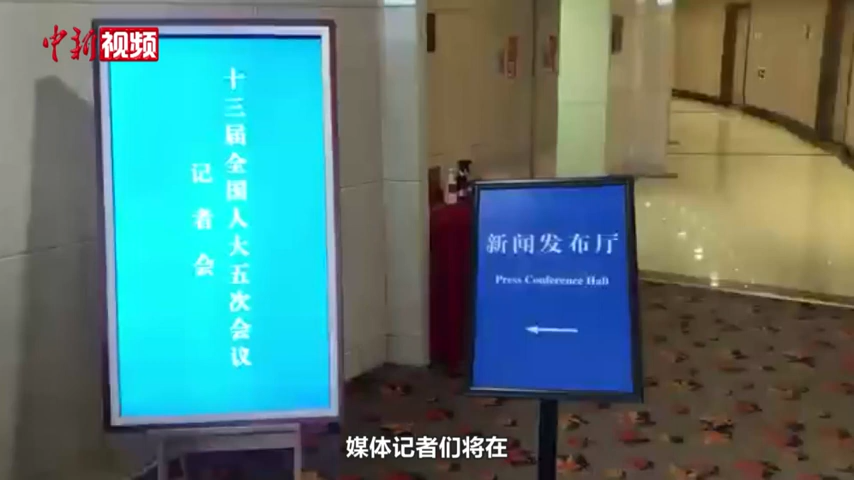 中新视频
十三届全国人大五次会议
记者会
新闻发布厅
Press Conference Hall
媒体记者们将在